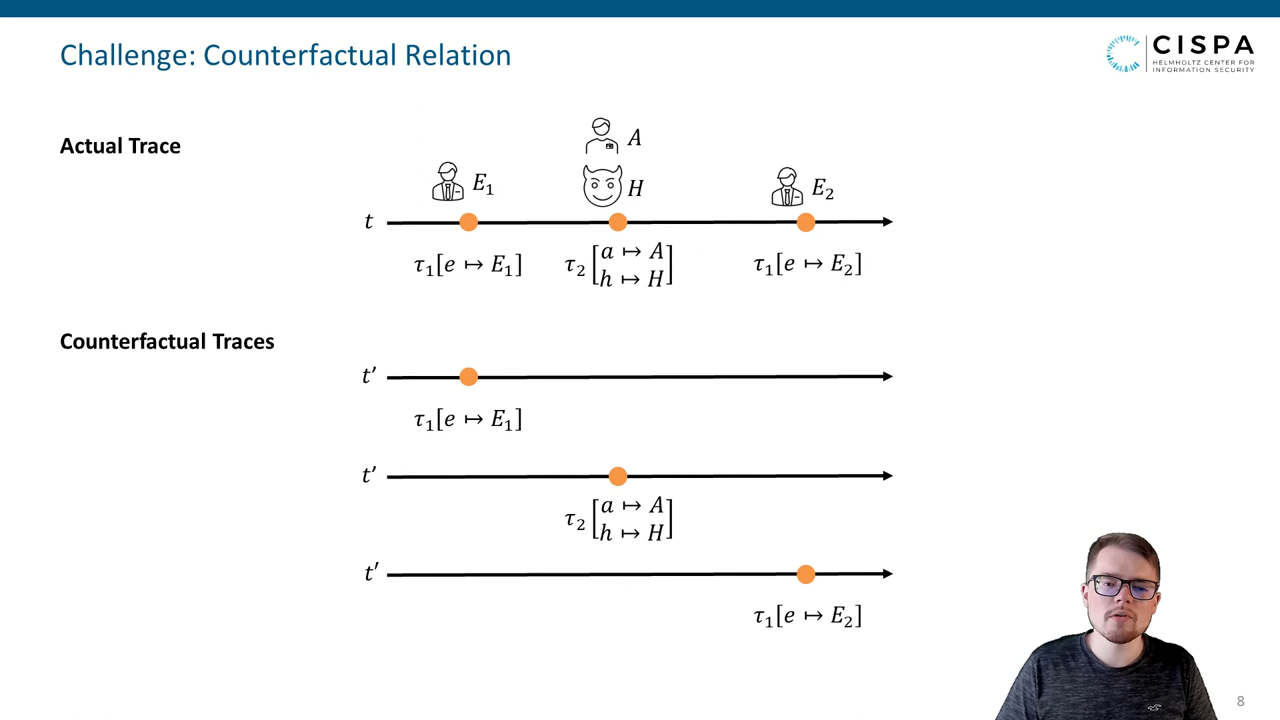 Challenge: Counterfactual Relation
CISPA
HELMHOLTZ CENTER FOR
INFORMATION SECURITY
Actual Trace
A
E₁
H
E₂
t
τ₁[e ↦ E₁]
τ₂ [a ↦ A
h ↦ H]
τ₁[e ↦ E₂]
Counterfactual Traces
t′
τ₁[e ↦ E₁]
t′
τ₂ [a ↦ A
h ↦ H]
t′
τ₁[e ↦ E₂]
8